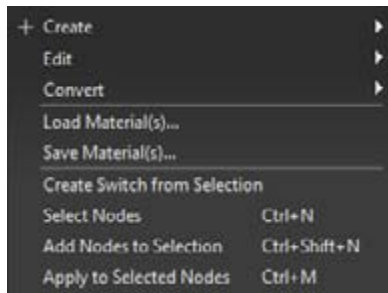 + Create
Edit
Convert
Load Material(s)...
Save Material(s)...
Create Switch from Selection
Select Nodes Ctrl+N
Add Nodes to Selection Ctrl+Shift+N
Apply to Selected Nodes Ctrl+M